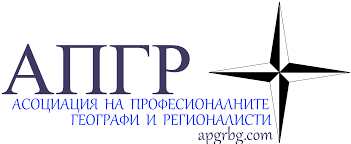 АПГР
АСОЦИАЦИЯ НА ПРОФЕСИОНАЛНИТЕ
ГЕОГРАФИ И РЕГИОНАЛИСТИ
apgrbg.com